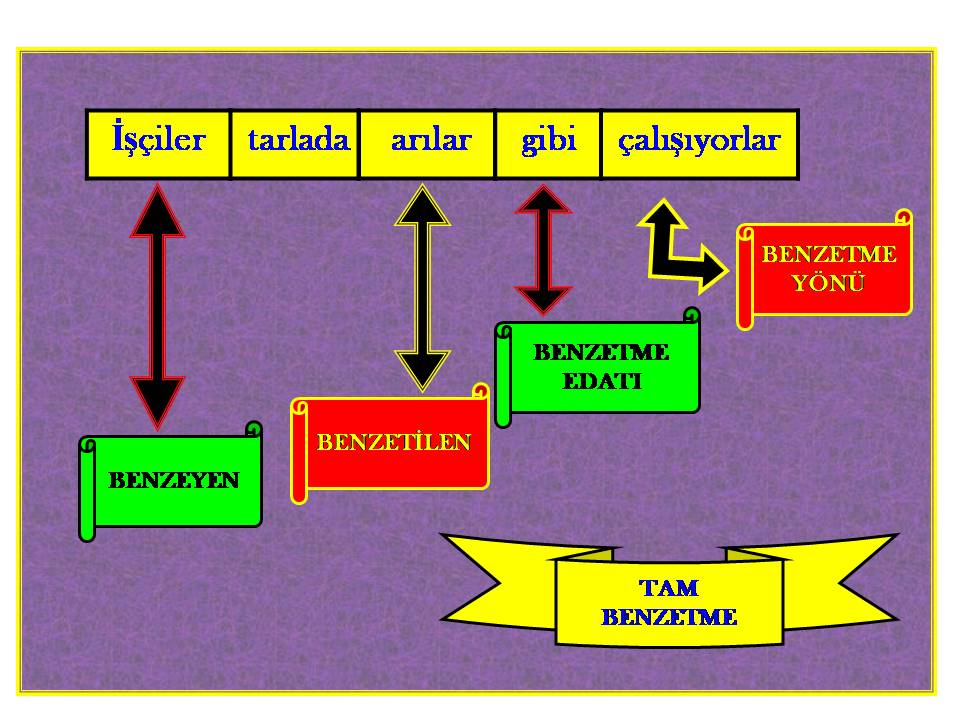 İşçiler tarlada arılar gibi çalışıyorlar
BENZETME
YÖNÜ
BENZETME
EDATI
BENZETİLEN
BENZEYEN
TAM
BENZETME